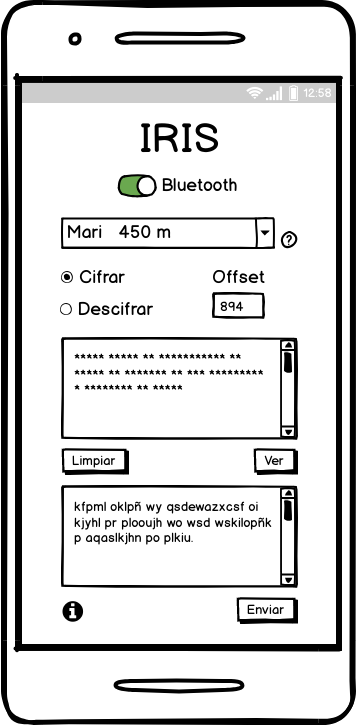 12:58
IRIS
Bluetooth
Mari 450 m
?
Cifrar Offset
Descifrar 894
***** ***** ** *********** **
***** ** ******* ** *** *********
* ******** ** *****
Limpiar Ver
kfpml oklpñ wy qsdewazxcsf oi
kjyhl pr plooujh wo wsd wskilopñk
p aqaslkjhn po plkiu.
i Enviar